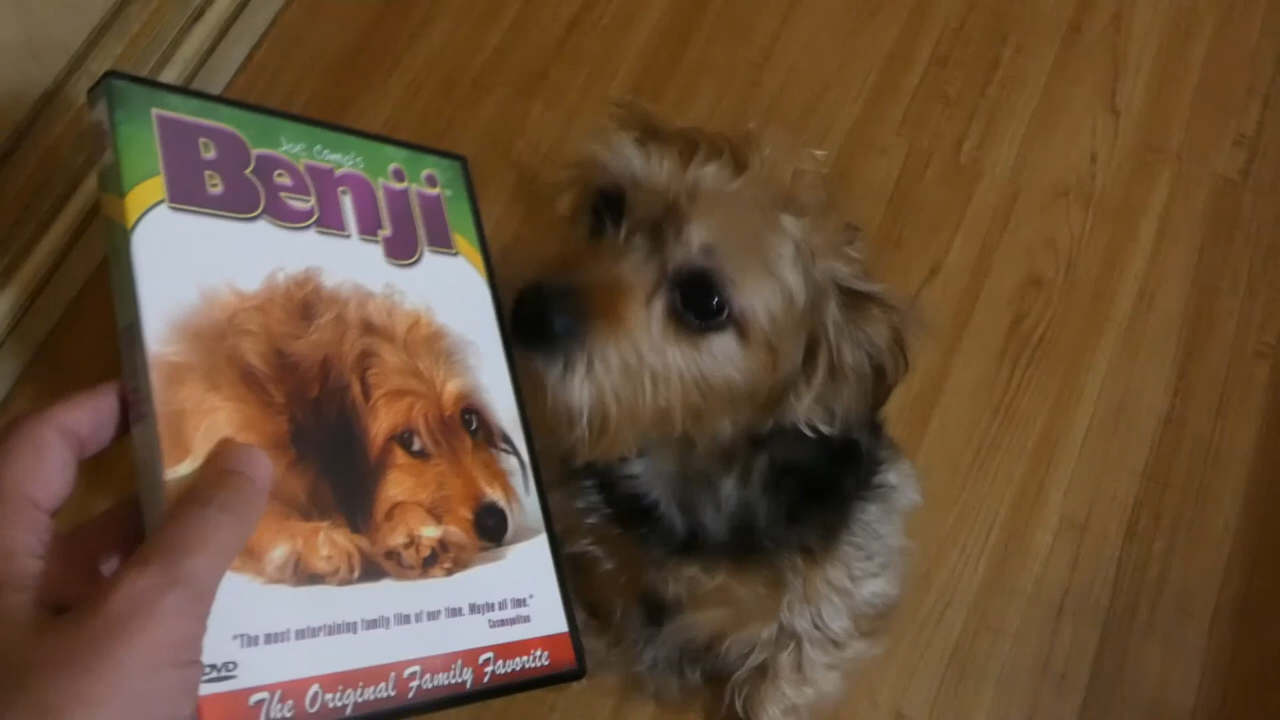 Joe Camp's
Benji
"The most entertaining family film of our time. Maybe all time."
Cosmopolitan
DVD
The Original Family Favorite